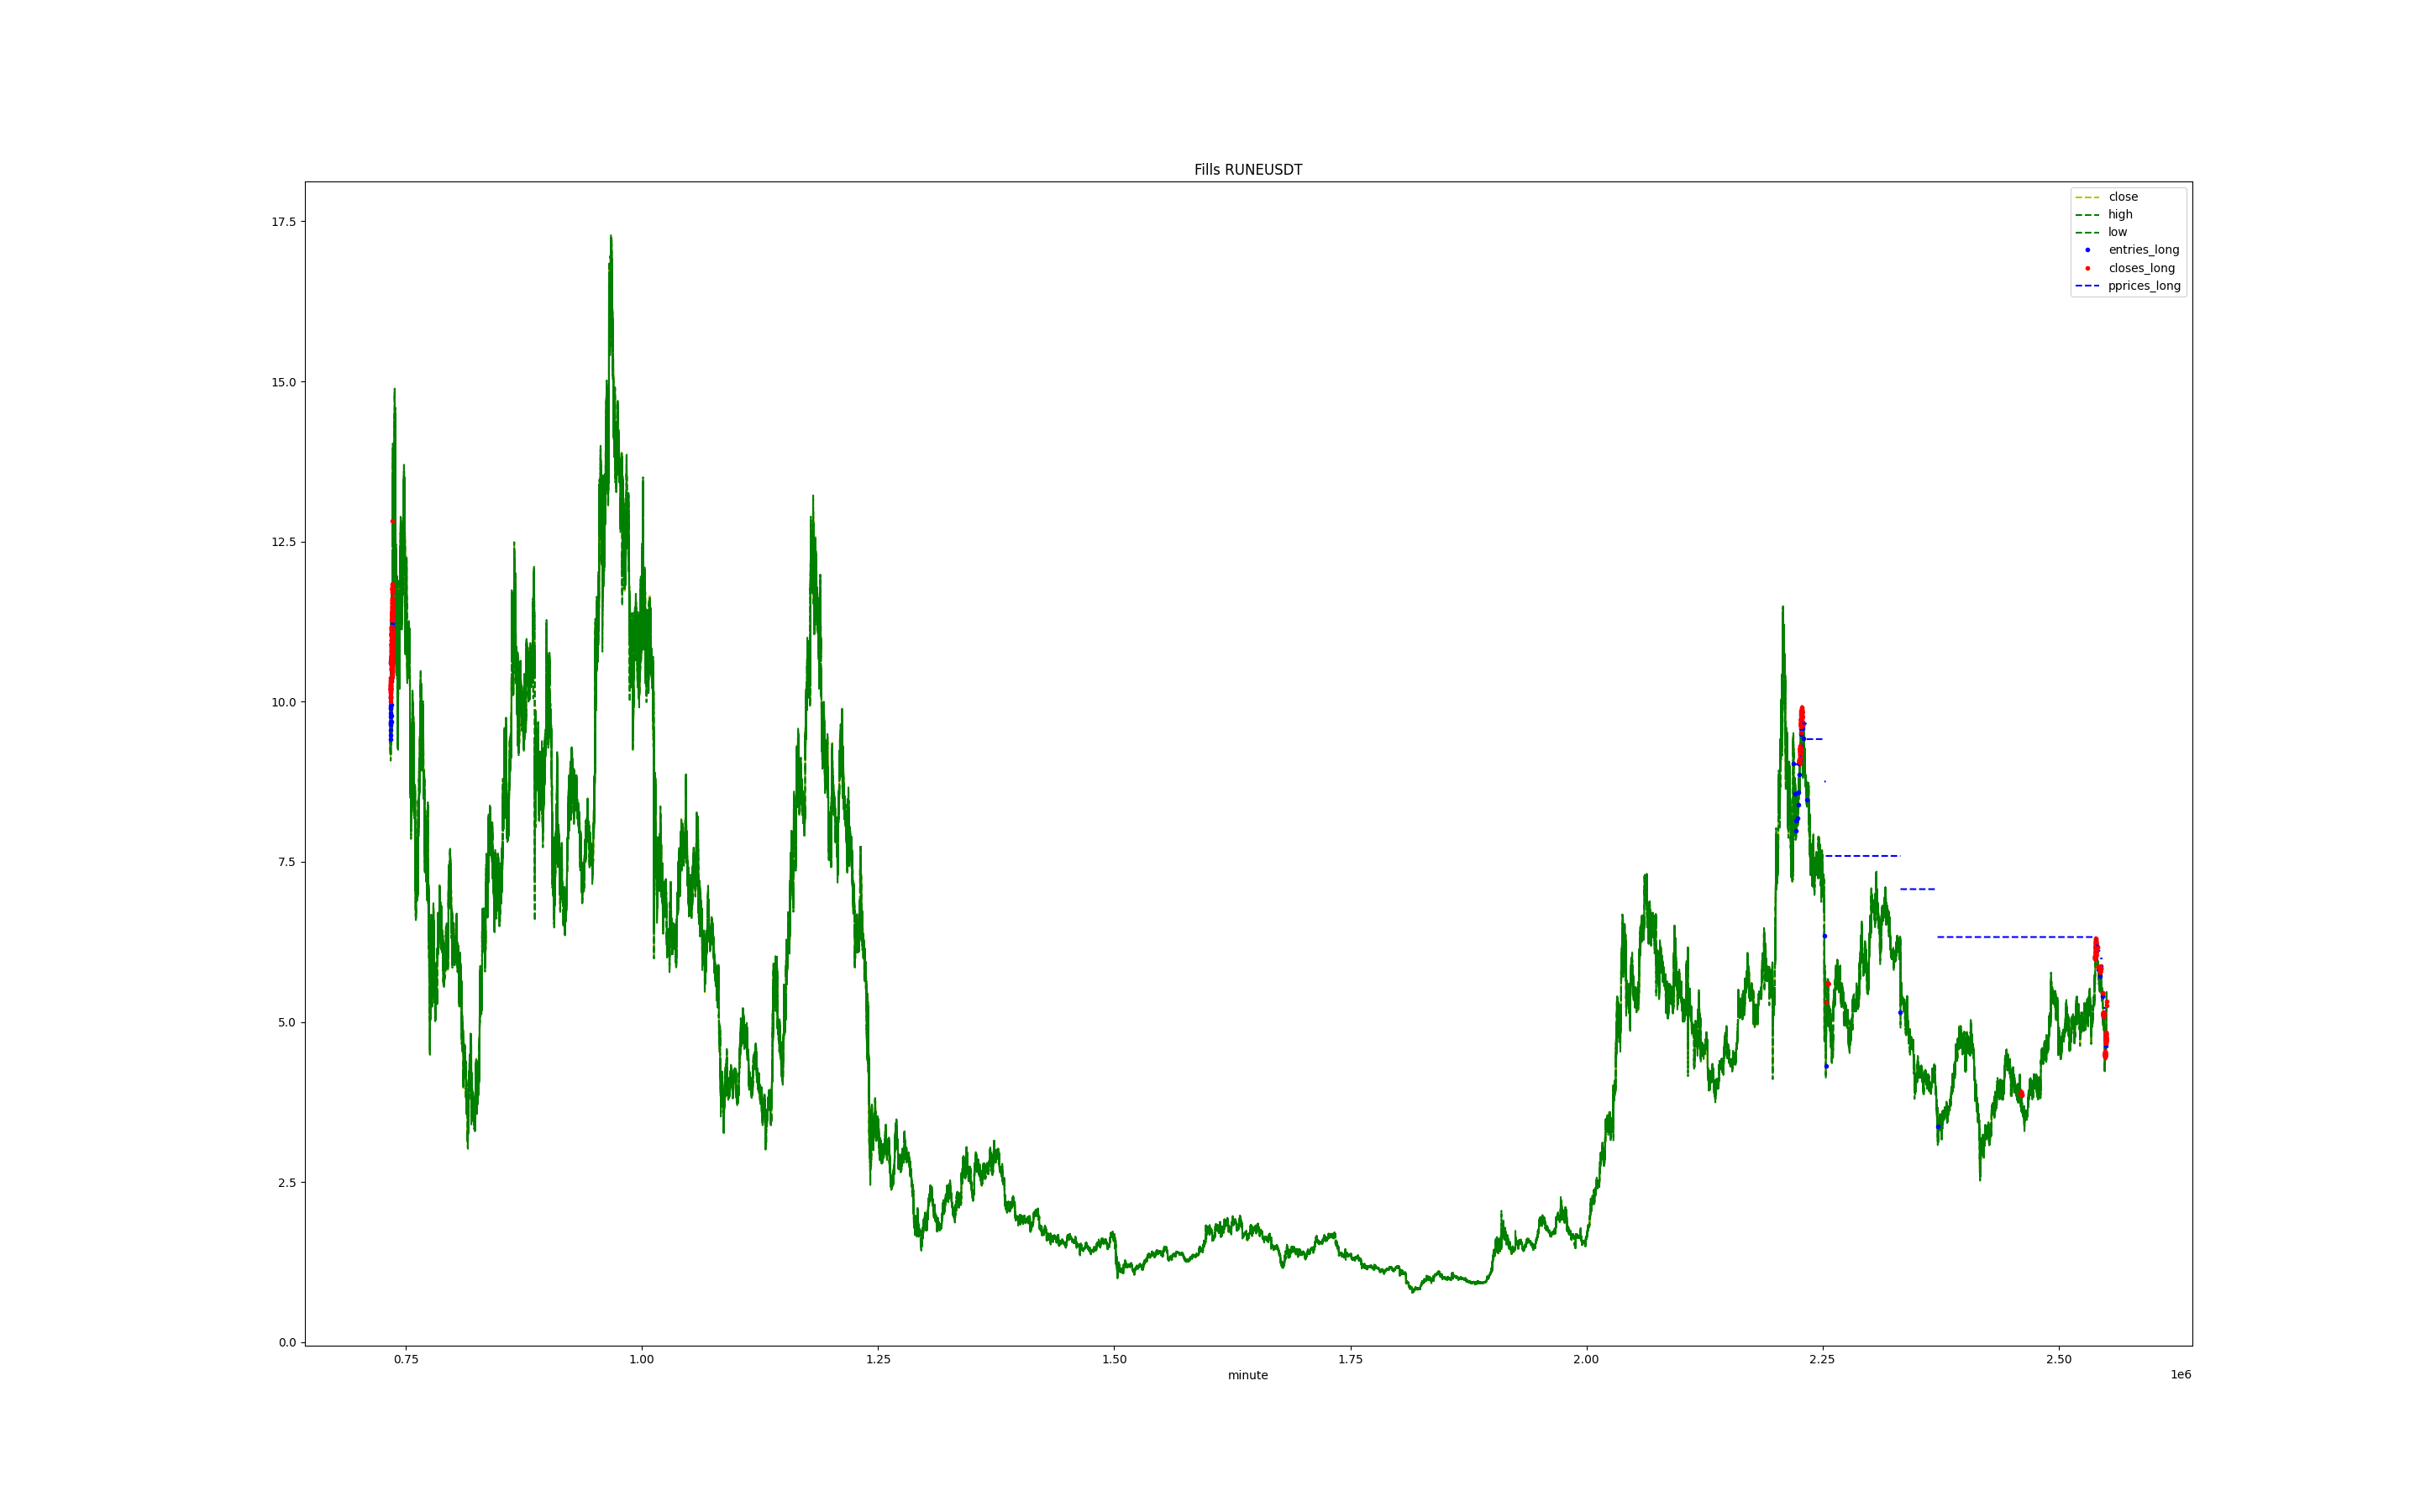 Fills RUNEUSDT
close
high
low
entries_long
closes_long
pprices_long
17.5
15.0
12.5
10.0
7.5
5.0
2.5
0.0
0.75
1.00
1.25
1.50
1.75
2.00
2.25
2.50
minute
1e6